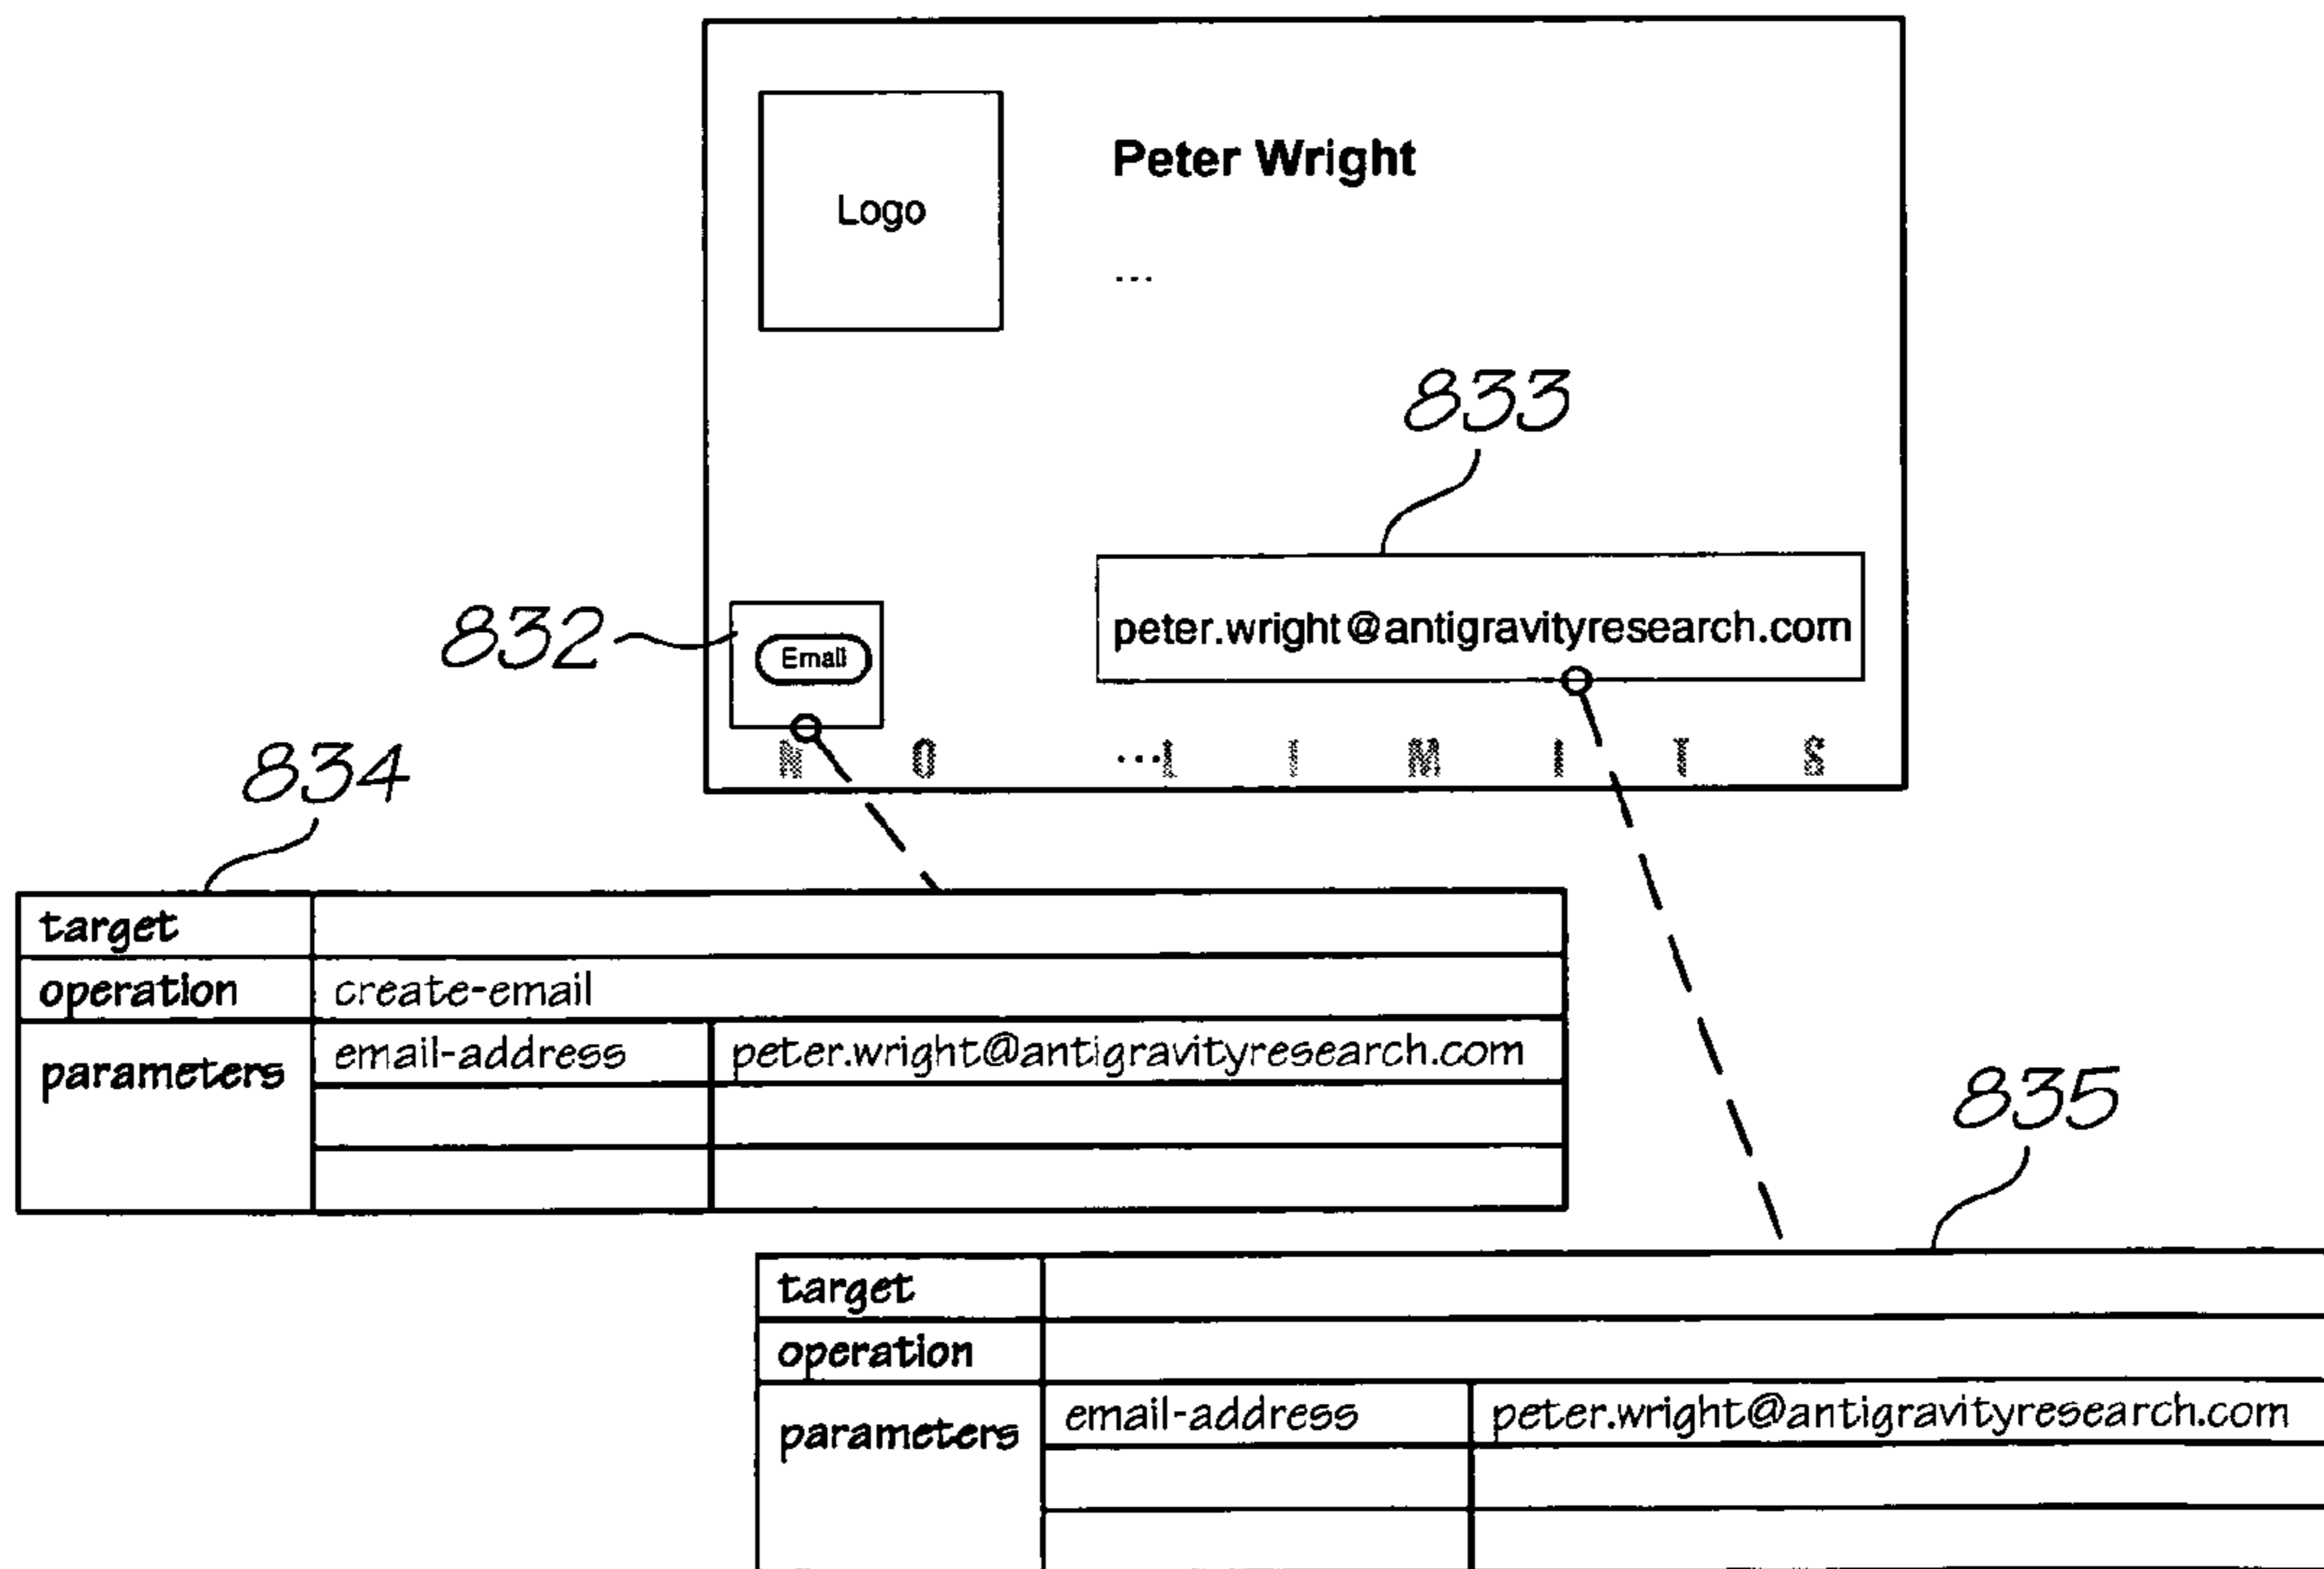 Logo
Peter Wright
...
833
peter.wright@antigravityresearch.com
832
Email
N O ...L I M I T S
834
target
operation create-email
parameters email-address peter.wright@antigravityresearch.com
835
target
operation
parameters email-address peter.wright@antigravityresearch.com